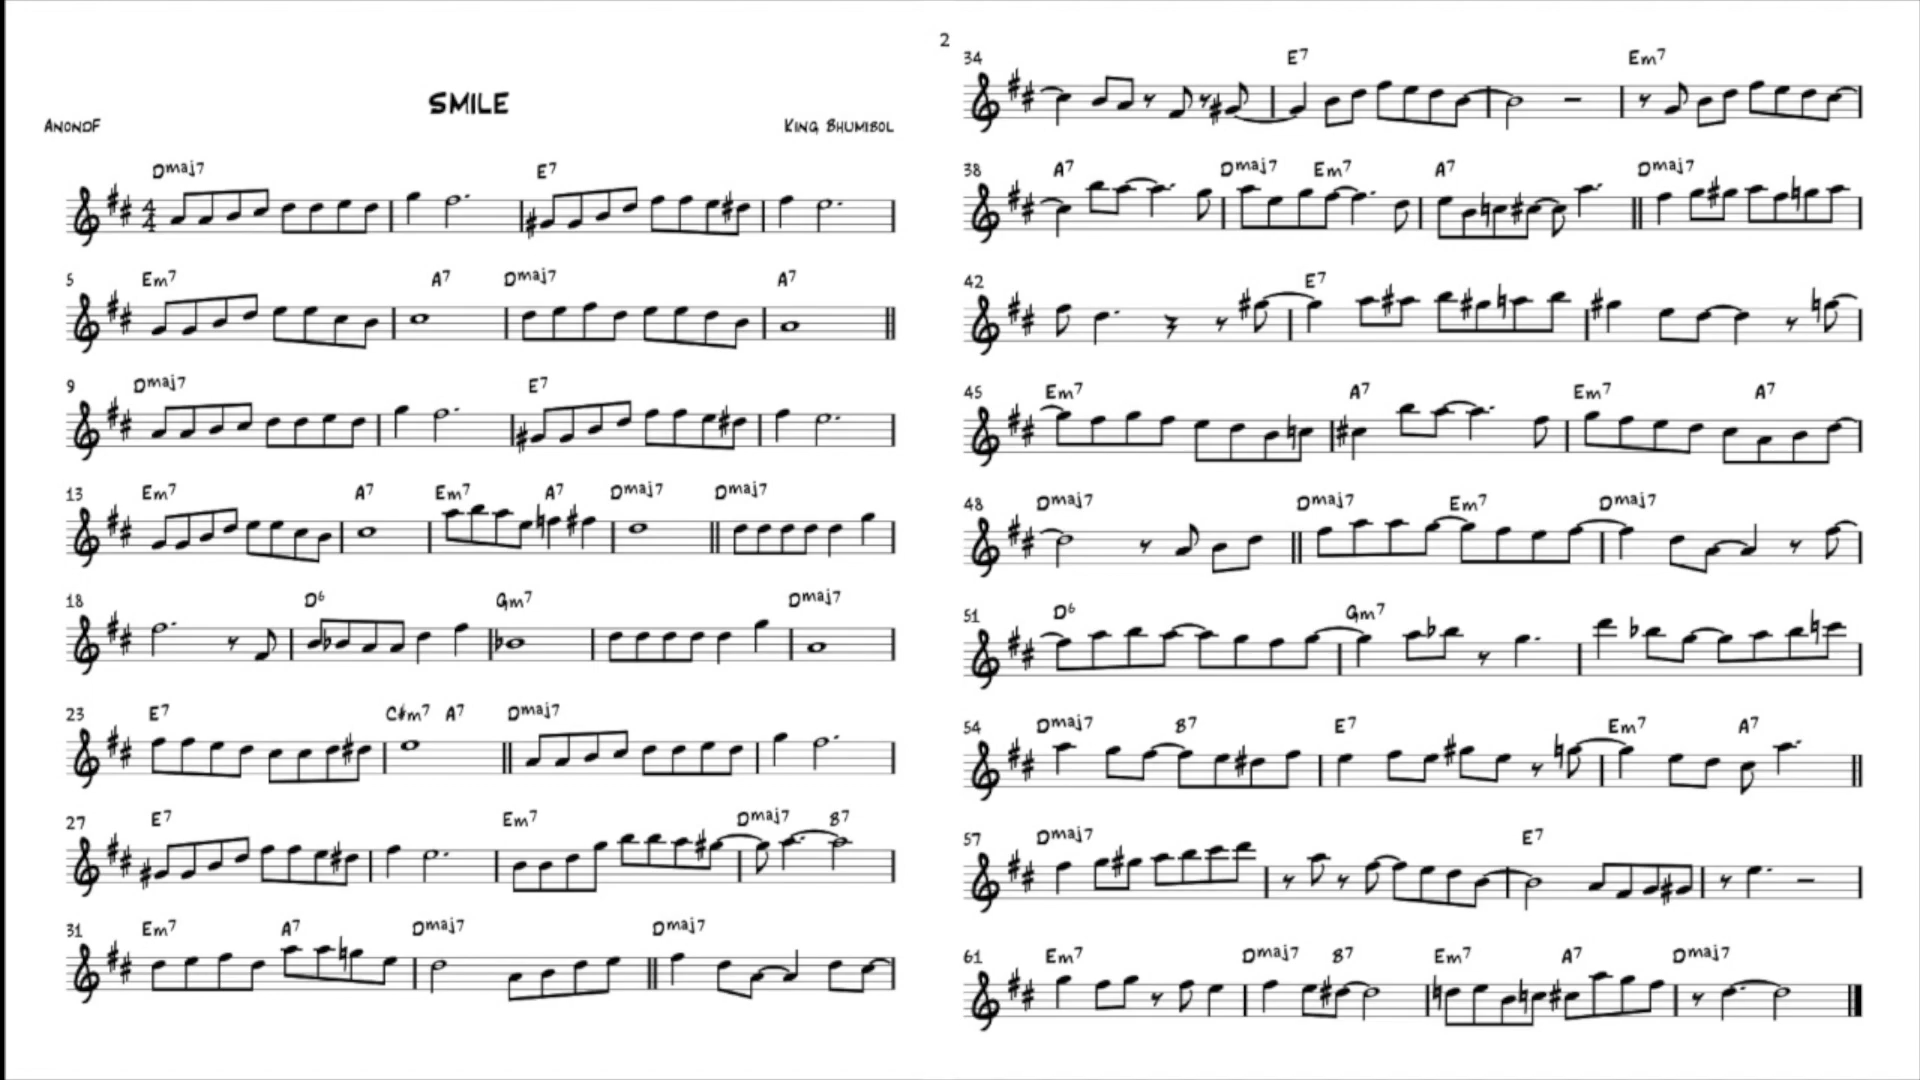 SMILE
ANONDF
KING BHUMIBOL
Dmaj7 E7
4
4
5 Em7 A7 Dmaj7 A7
9 Dmaj7 E7
13 Em7 A7 Em7 A7 Dmaj7 Dmaj7
18 D6 Gm7 Dmaj7
23 E7 C#m7 A7 Dmaj7
27 E7 Em7 Dmaj7 B7
31 Em7 A7 Dmaj7 Dmaj7
2
34 E7 Em7
38 A7 Dmaj7 Em7 A7 Dmaj7
42 E7
45 Em7 A7 Em7 A7
48 Dmaj7 Dmaj7 Em7 Dmaj7
51 D6 Gm7
54 Dmaj7 B7 E7 Em7 A7
57 Dmaj7 E7
61 Em7 Dmaj7 B7 Em7 A7 Dmaj7